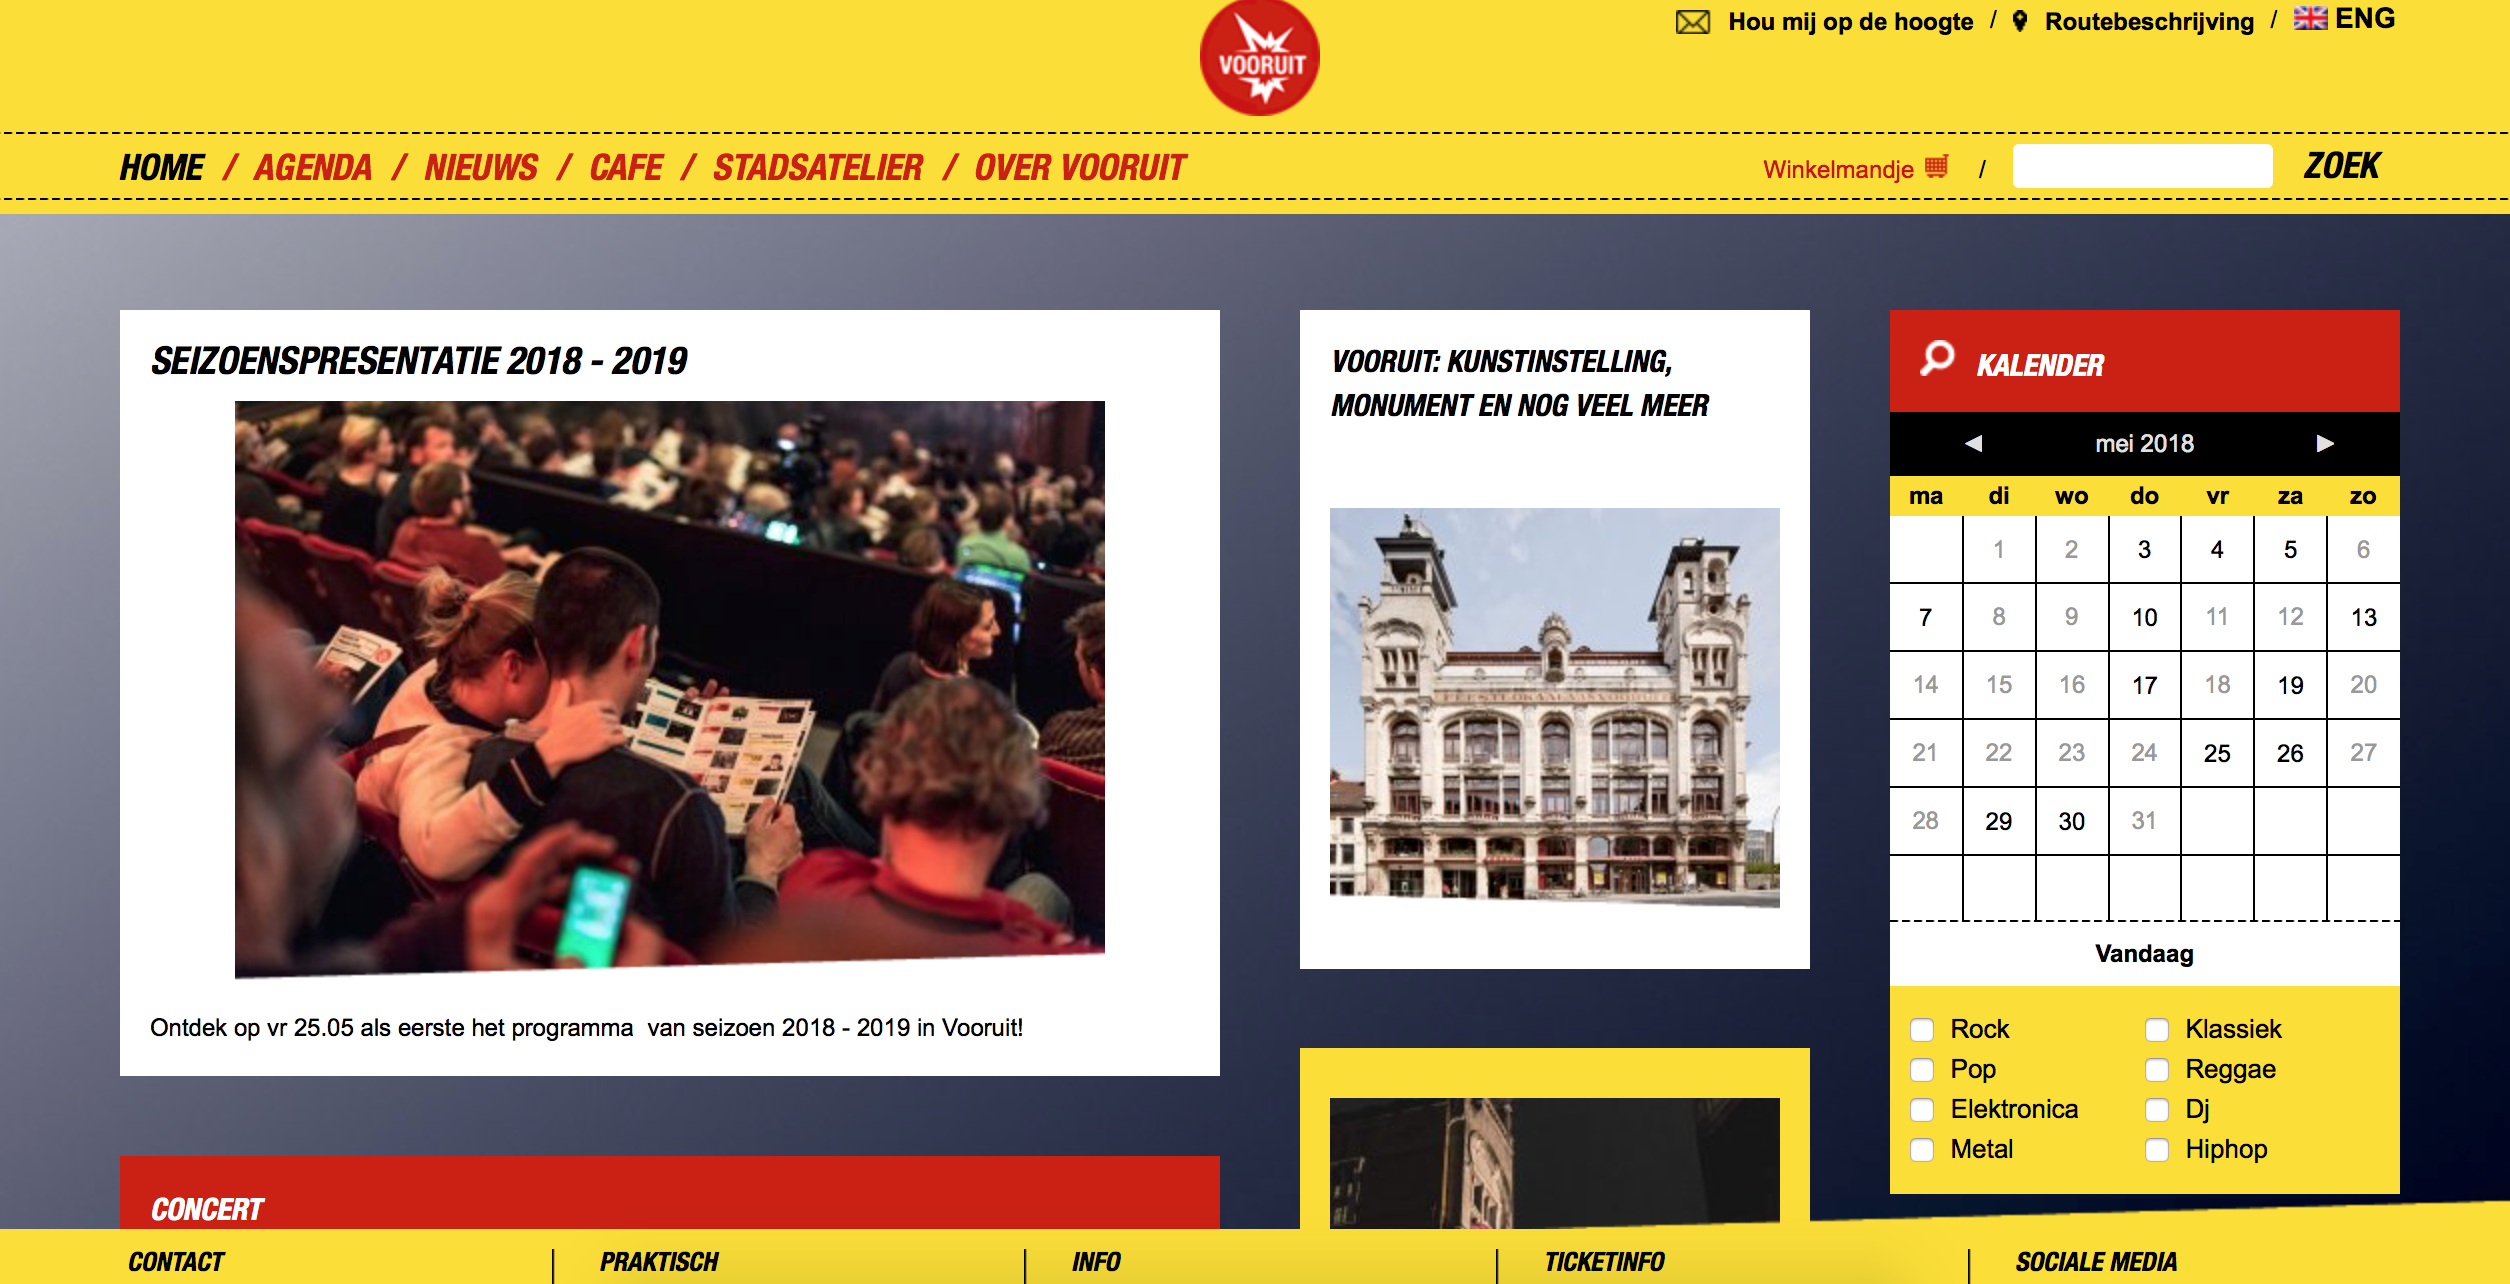 VOORUIT
Hou mij op de hoogte / Routebeschrijving / ENG
HOME / AGENDA / NIEUWS / CAFE / STADSATELIER / OVER VOORUIT
Winkelmandje / ZOEK
SEIZOENSPRESENTATIE 2018 - 2019
Ontdek op vr 25.05 als eerste het programma van seizoen 2018 - 2019 in Vooruit!
CONCERT
VOORUIT: KUNSTINSTELLING,
MONUMENT EN NOG VEEL MEER
KALENDER
mei 2018
ma di wo do vr za zo
1 2 3 4 5 6
7 8 9 10 11 12 13
14 15 16 17 18 19 20
21 22 23 24 25 26 27
28 29 30 31
Vandaag
Rock Klassiek
Pop Reggae
Elektronica Dj
Metal Hiphop
CONTACT PRAKTISCH INFO TICKETINFO SOCIALE MEDIA